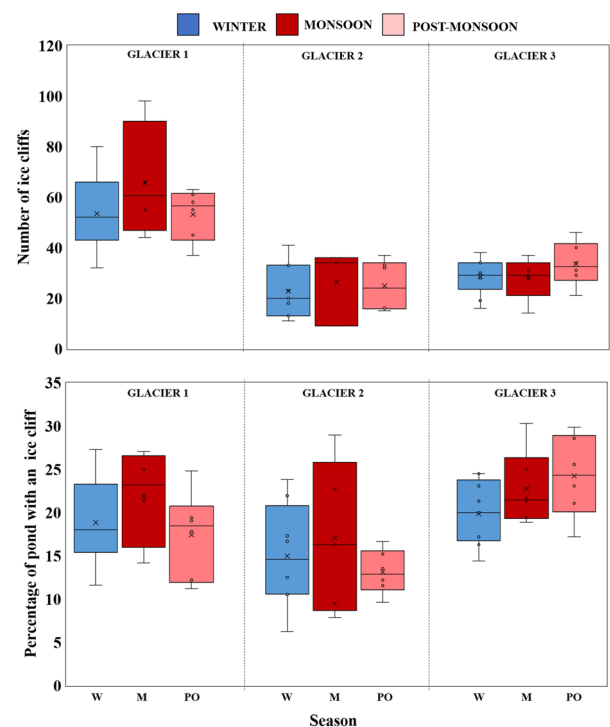 WINTER MONSOON POST-MONSOON
Number of ice cliffs
120
100
80
60
40
20
0
GLACIER 1 GLACIER 2 GLACIER 3
Percentage of pond with an ice cliff
35
30
25
20
15
10
5
0
GLACIER 1 GLACIER 2 GLACIER 3
W M PO W M PO W M PO
Season